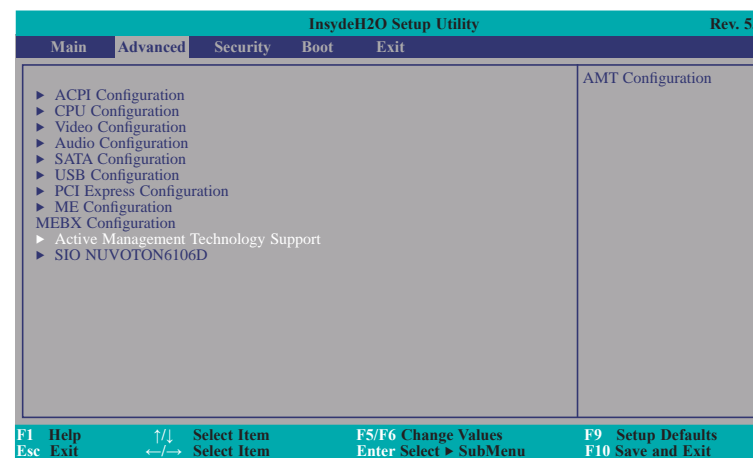 InsydeH2O Setup Utility Rev. 5.
Main Advanced Security Boot Exit
► ACPI Configuration
► CPU Configuration
► Video Configuration
► Audio Configuration
► SATA Configuration
► USB Configuration
► PCI Express Configuration
► ME Configuration
MEBX Configuration
► Active Management Technology Support
► SIO NUVOTON6106D
AMT Configuration
F1 Help ↑/↓ Select Item F5/F6 Change Values F9 Setup Defaults
Esc Exit ←/→ Select Item Enter Select ► SubMenu F10 Save and Exit